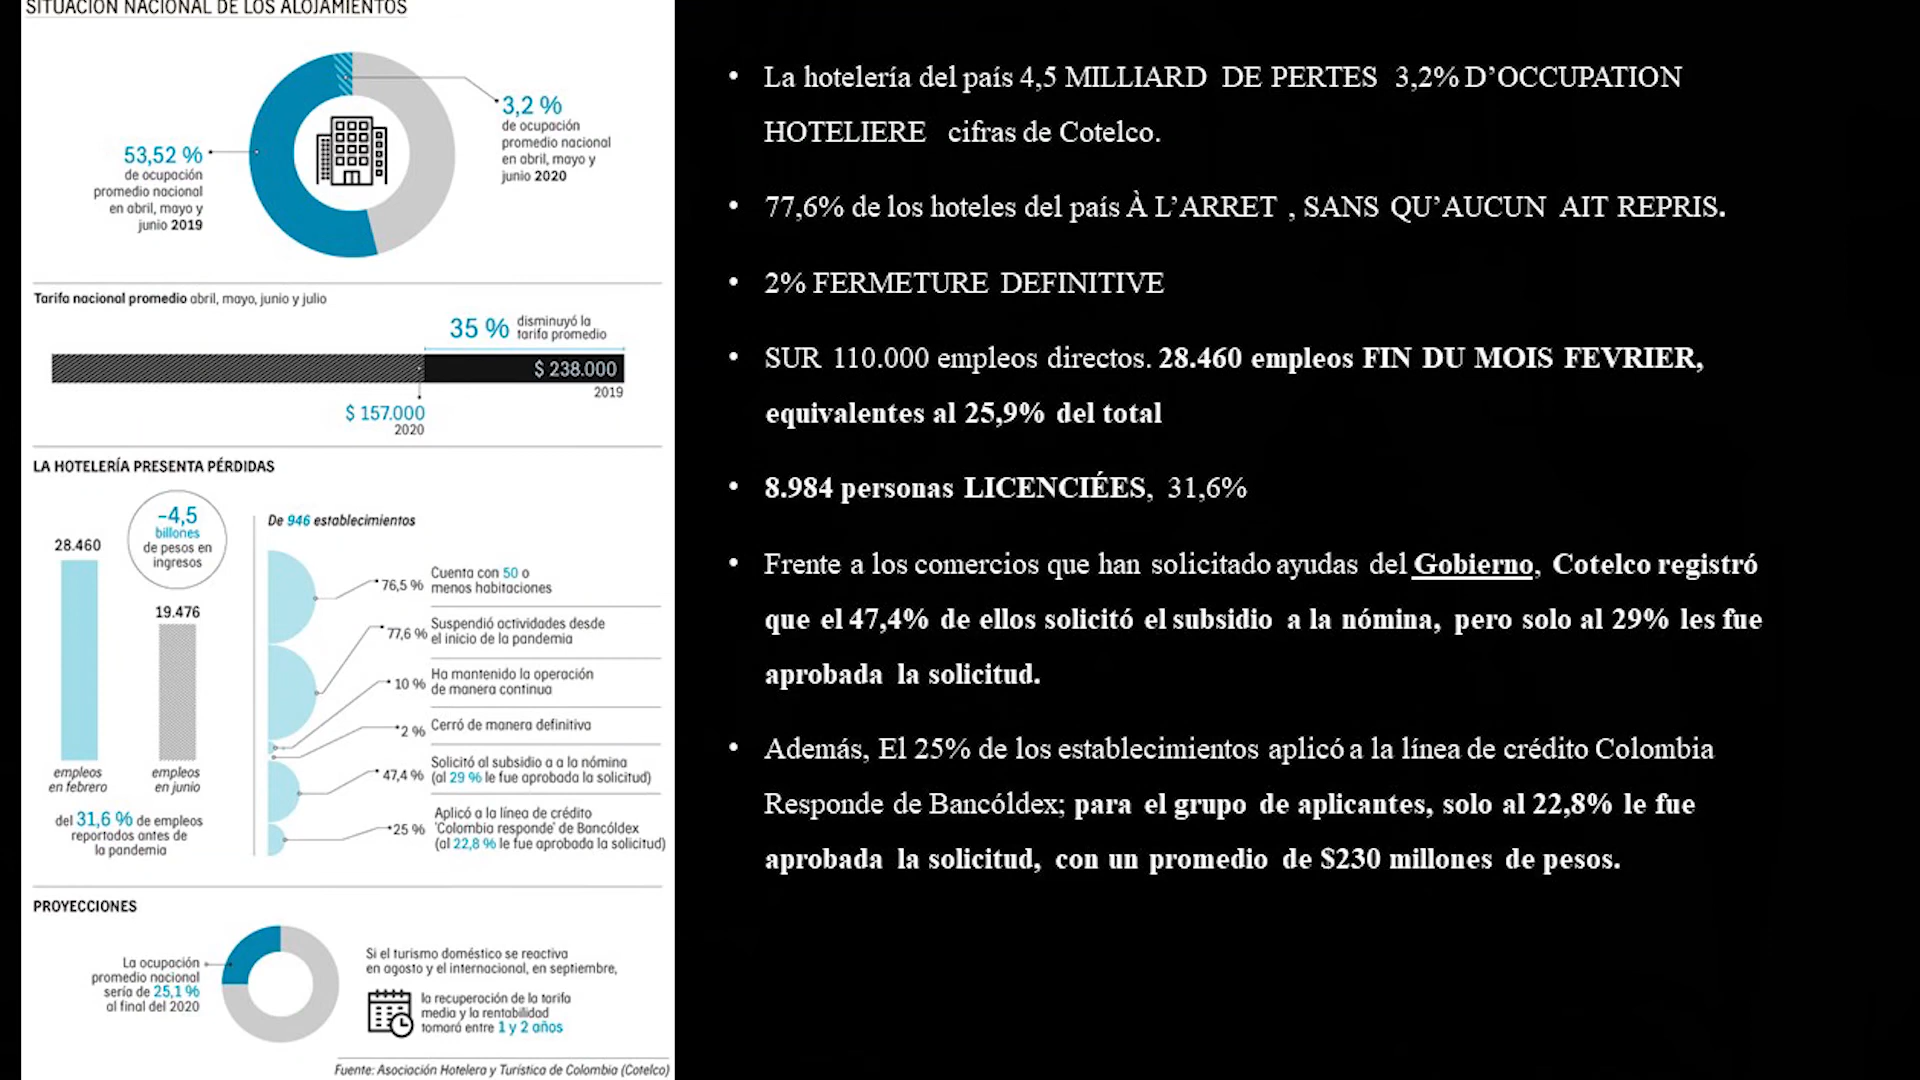 SITUACIÓN NACIONAL DE LOS ALOJAMIENTOS
53,52 %
de ocupación
promedio nacional
en abril, mayo y
junio 2019
3,2 %
de ocupación
promedio nacional
en abril, mayo y
junio 2020
Tarifa nacional promedio abril, mayo, junio y julio
35 %
disminuyó la
tarifa promedio
$ 238.000
2019
$ 157.000
2020
LA HOTELERÍA PRESENTA PÉRDIDAS
28.460
empleos
en febrero
–4,5
billones
de pesos en
ingresos
19.476
empleos
en junio
del 31,6 % de empleos
reportados antes de
la pandemia
De 946 establecimientos
76,5 %
Cuenta con 50 o
menos habitaciones
77,6 %
Suspendió actividades desde
el inicio de la pandemia
10 %
Ha mantenido la operación
de manera continua
2 %
Cerró de manera definitiva
47,4 %
Solicitó al subsidio a a la nómina
(al 29 % le fue aprobada la solicitud)
25 %
Aplicó a la línea de crédito
'Colombia responde' de Bancóldex
(al 22,8 % le fue aprobada la solicitud)
PROYECCIONES
La ocupación
promedio nacional
sería de 25,1 %
al final del 2020
Si el turismo doméstico se reactiva
en agosto y el internacional, en septiembre,
la recuperación de la tarifa
media y la rentabilidad
tomará entre 1 y 2 años
Fuente: Asociación Hotelera y Turística de Colombia (Cotelco)
• La hotelería del país 4,5 MILLIARD DE PERTES 3,2% D’OCCUPATION
HOTELIERE cifras de Cotelco.
• 77,6% de los hoteles del país À L’ARRET , SANS QU’AUCUN AIT REPRIS.
• 2% FERMETURE DEFINITIVE
• SUR 110.000 empleos directos. 28.460 empleos FIN DU MOIS FEVRIER,
equivalentes al 25,9% del total
• 8.984 personas LICENCIÉES, 31,6%
• Frente a los comercios que han solicitado ayudas del Gobierno, Cotelco registró
que el 47,4% de ellos solicitó el subsidio a la nómina, pero solo al 29% les fue
aprobada la solicitud.
• Además, El 25% de los establecimientos aplicó a la línea de crédito Colombia
Responde de Bancóldex; para el grupo de aplicantes, solo al 22,8% le fue
aprobada la solicitud, con un promedio de $230 millones de pesos.